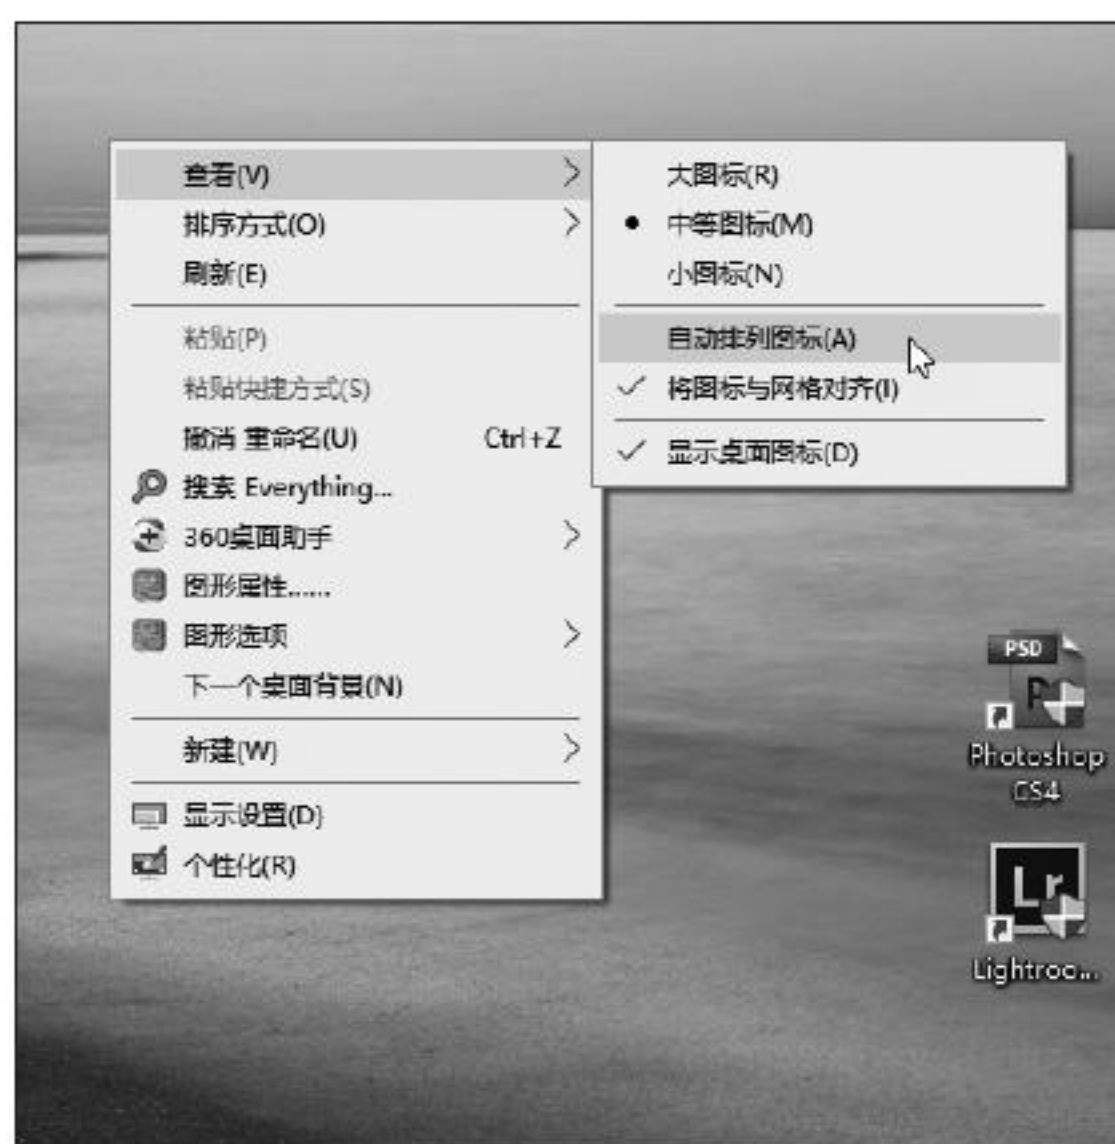 查看(V)
排序方式(O)
刷新(E)
粘贴(P)
粘贴快捷方式(S)
撤消 重命名(U) Ctrl+Z
搜索 Everything...
360桌面助手
图形属性......
图形选项
下一个桌面背景(N)
新建(W)
显示设置(D)
个性化(R)
大图标(R)
中等图标(M)
小图标(N)
自动排列图标(A)
将图标与网格对齐(I)
显示桌面图标(D)
PSD
Photoshop
CS4
Lr
Lightroo...